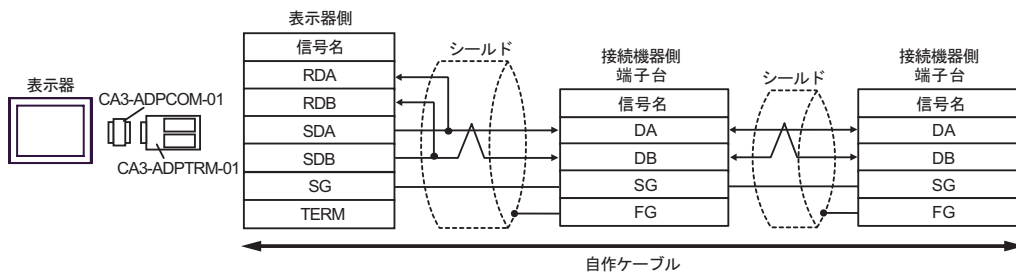 表示器
CA3-ADPCOM-01
CA3-ADPTRM-01
表示器側
信号名
RDA
RDB
SDA
SDB
SG
TERM
シールド
接続機器側
端子台
信号名
DA
DB
SG
FG
シールド
接続機器側
端子台
信号名
DA
DB
SG
FG
自作ケーブル